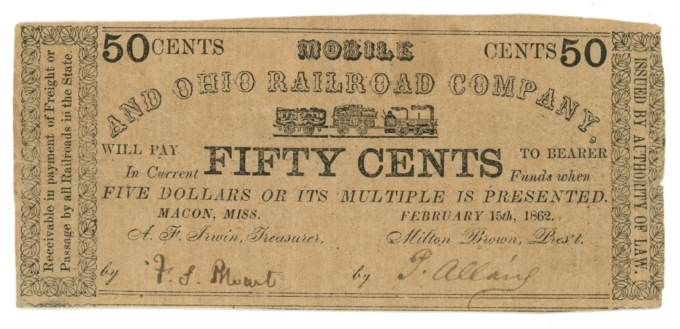 50 CENTS MOBILE CENTS 50
AND OHIO RAILROAD COMPANY,
WILL PAY FIFTY CENTS TO BEARER
In Current Funds when
FIVE DOLLARS OR ITS MULTIPLE IS PRESENTED.
MACON, MISS. FEBRUARY 15th, 1862.
A. F. Irwin, Treasurer, Milton Brown, Pres't.
by by
Receivable in payment of Freight or
Passage by all Railroads in the State.
ISSUED BY AUTHORITY OF LAW.